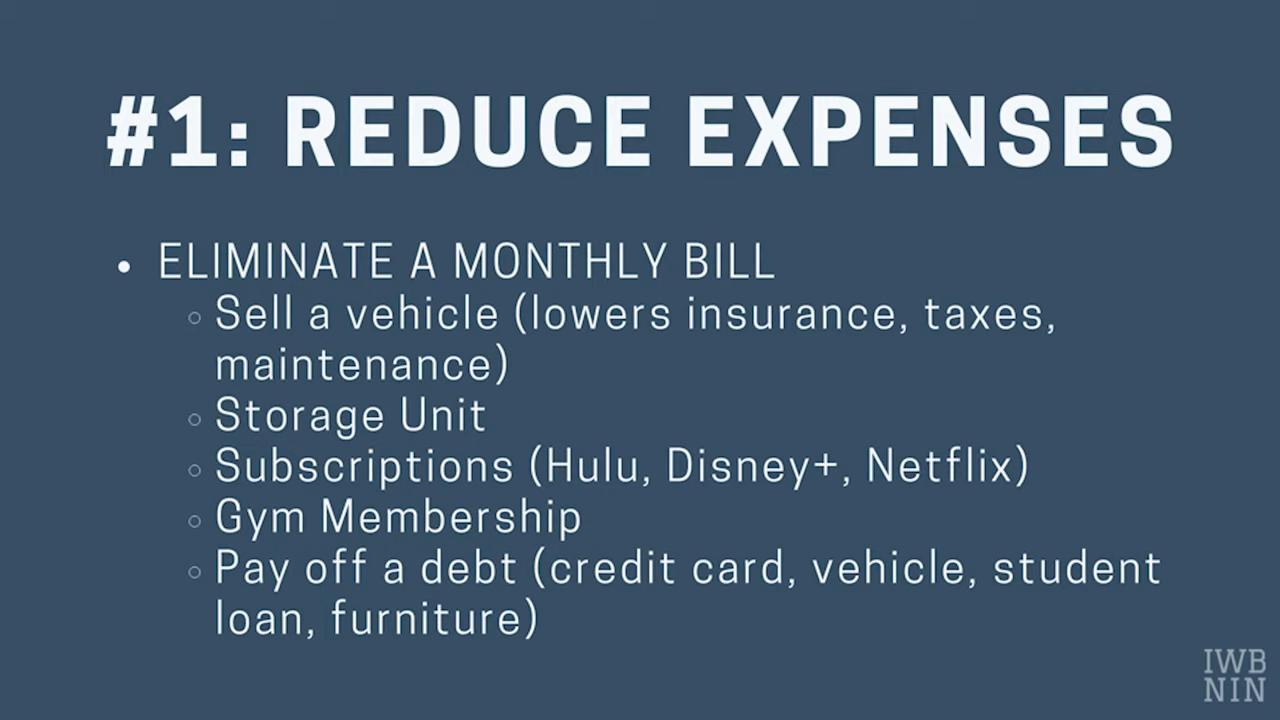 #1: REDUCE EXPENSES
• ELIMINATE A MONTHLY BILL
○ Sell a vehicle (lowers insurance, taxes,
maintenance)
○ Storage Unit
○ Subscriptions (Hulu, Disney+, Netflix)
○ Gym Membership
○ Pay off a debt (credit card, vehicle, student
loan, furniture)
IWB
NIN